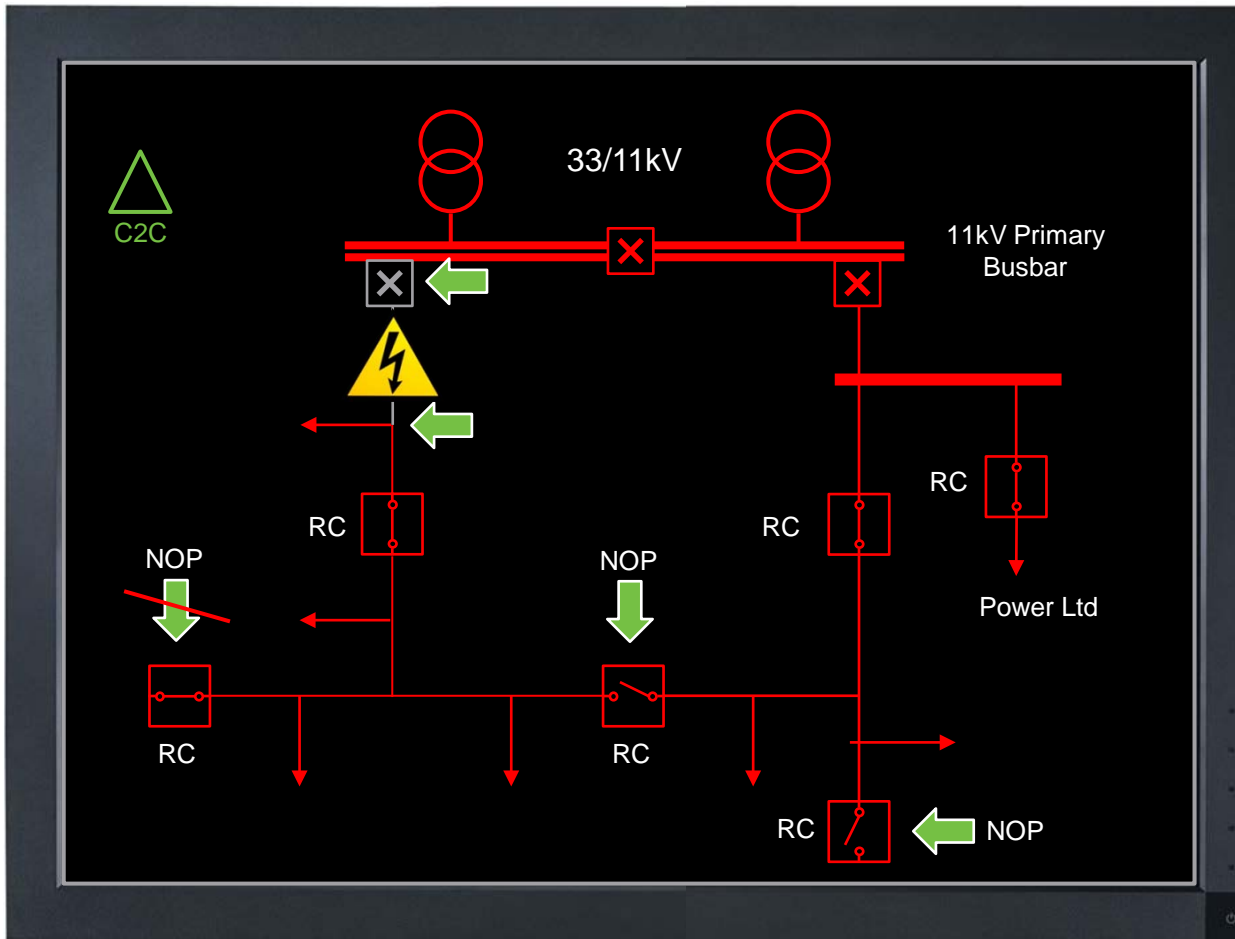 33/11kV
C2C
11kV Primary
Busbar
RC
RC
RC
NOP
NOP
Power Ltd
RC
RC
RC
NOP